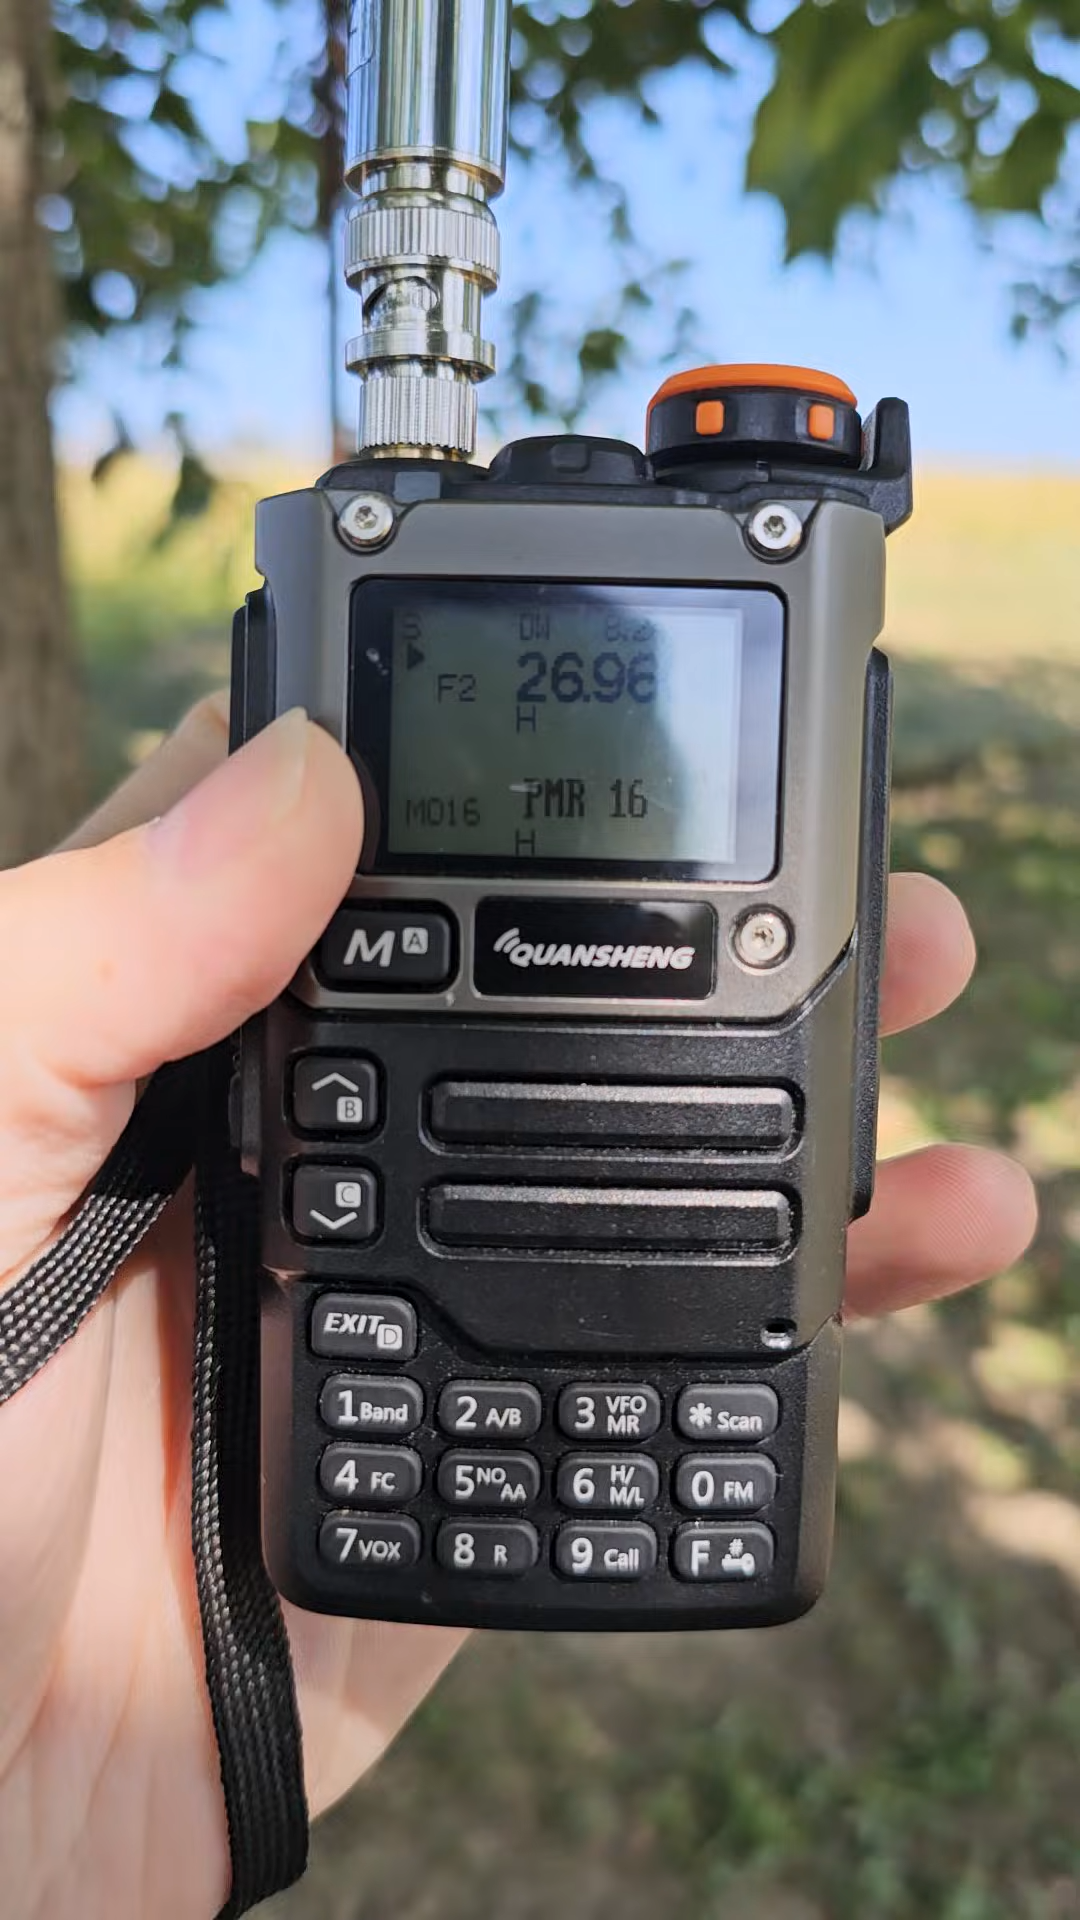 S DW
F2 26.96
H
M016 PMR 16
H
M A QUANSHENG
B
C
EXIT D
1 Band 2 A/B 3 VFO MR * Scan
4 FC 5 NO AA 6 H/M/L 0 FM
7 VOX 8 R 9 Call F #